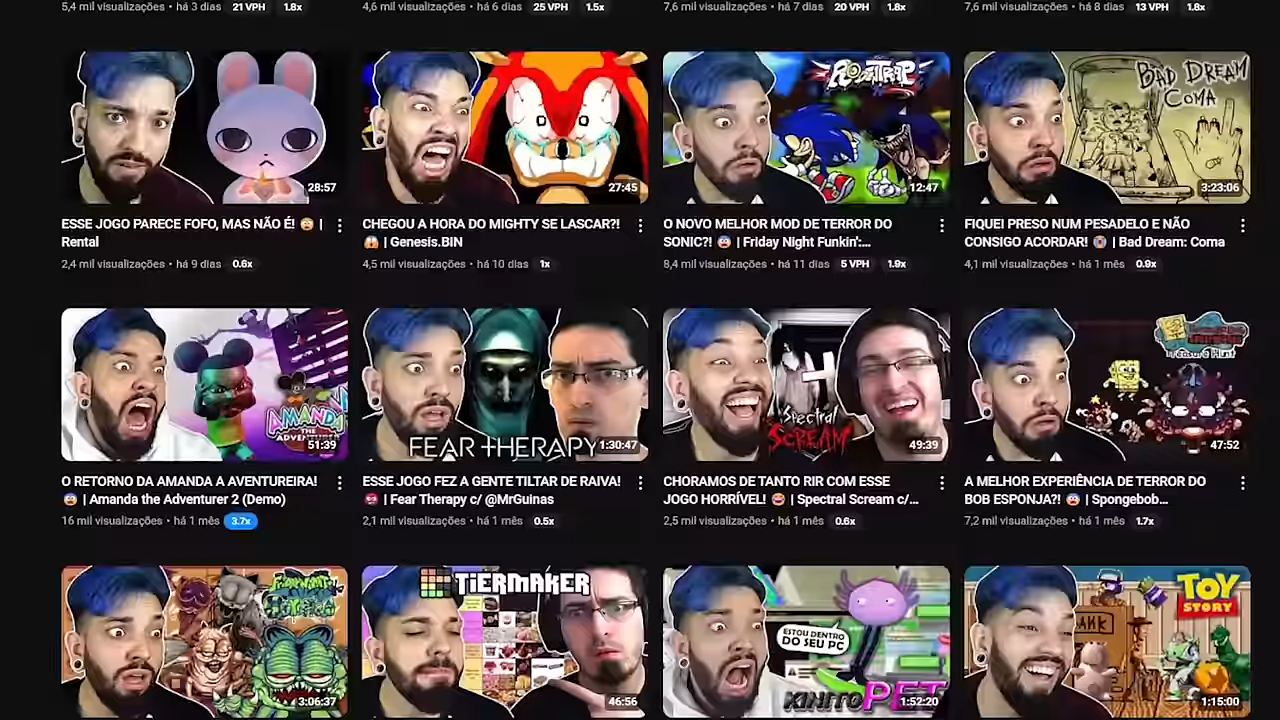 5,4 mil visualizações • há 3 dias 21 VPH 1.8x
4,6 mil visualizações • há 6 dias 25 VPH 1.5x
7,6 mil visualizações • há 7 dias 20 VPH 1.8x
7,6 mil visualizações • há 8 dias 13 VPH 1.8x
28:57
27:45
ROUNTRAP
12:47
BAD DREAM
COMA
3:23:06
ESSE JOGO PARECE FOFO, MAS NÃO É! 😨 |
Rental
2,4 mil visualizações • há 9 dias 0.6x
CHEGOU A HORA DO MIGHTY SE LASCAR?!
😱 | Genesis.BIN
4,5 mil visualizações • há 10 dias 1x
O NOVO MELHOR MOD DE TERROR DO
SONIC?! 😨 | Friday Night Funkin':...
8,4 mil visualizações • há 11 dias 5 VPH 1.9x
FIQUEI PRESO NUM PESADELO E NÃO
CONSIGO ACORDAR! 😭 | Bad Dream: Coma
4,1 mil visualizações • há 1 mês 0.9x
AMANDA
THE
ADVENTURER
51:39
FEAR THERAPY
1:30:47
Spectral
SCREAM
49:39
Treasure Hunt
47:52
O RETORNO DA AMANDA A AVENTUREIRA!
😨 | Amanda the Adventurer 2 (Demo)
16 mil visualizações • há 1 mês 3.7x
ESSE JOGO FEZ A GENTE TILTAR DE RAIVA!
😡 | Fear Therapy c/ @MrGuinas
2,1 mil visualizações • há 1 mês 0.5x
CHORAMOS DE TANTO RIR COM ESSE
JOGO HORRÍVEL! 🤣 | Spectral Scream c/...
2,5 mil visualizações • há 1 mês 0.6x
A MELHOR EXPERIÊNCIA DE TERROR DO
BOB ESPONJA?! 😨 | Spongebob...
7,2 mil visualizações • há 1 mês 1.7x
3:06:37
TIERMAKER
46:56
ESTOU DENTRO
DO SEU PC
KINITOPET
1:52:20
TOY
STORY
BANK
1:15:00